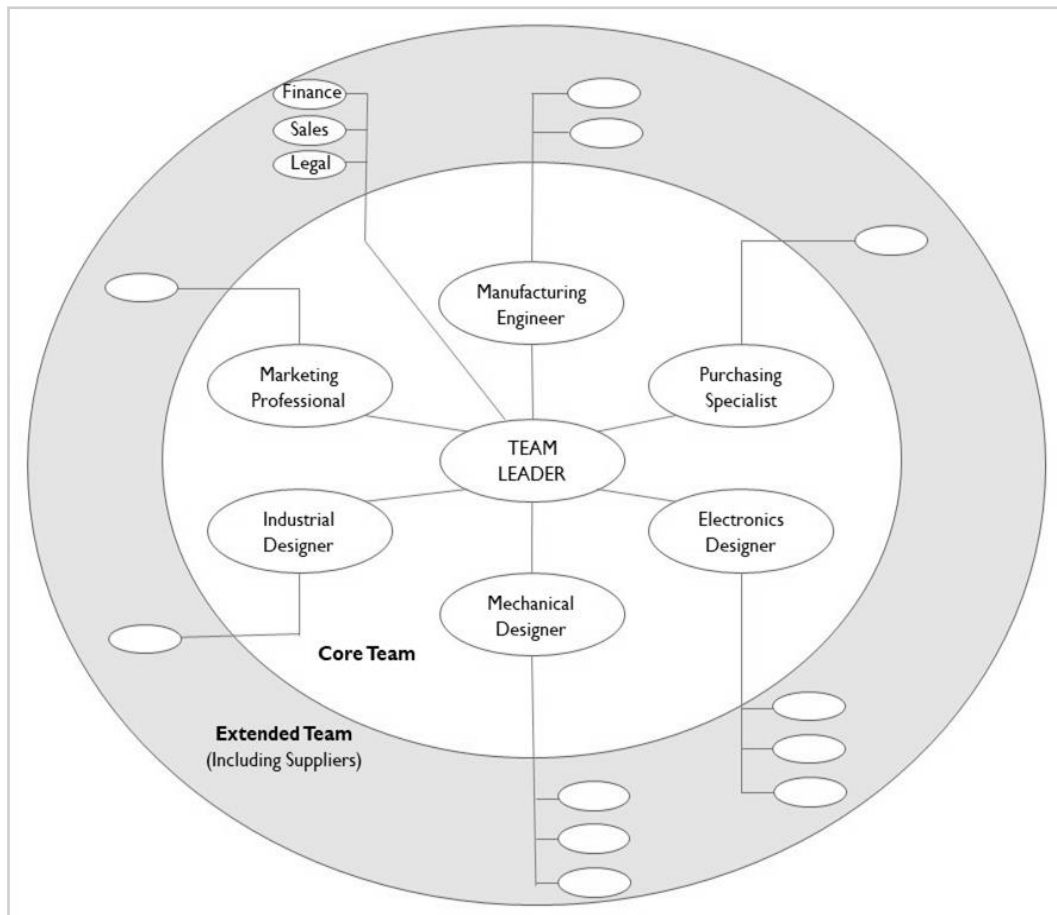 Finance
Sales
Legal
Manufacturing
Engineer
Marketing
Professional
Purchasing
Specialist
TEAM
LEADER
Industrial
Designer
Electronics
Designer
Mechanical
Designer
Core Team
Extended Team
(Including Suppliers)